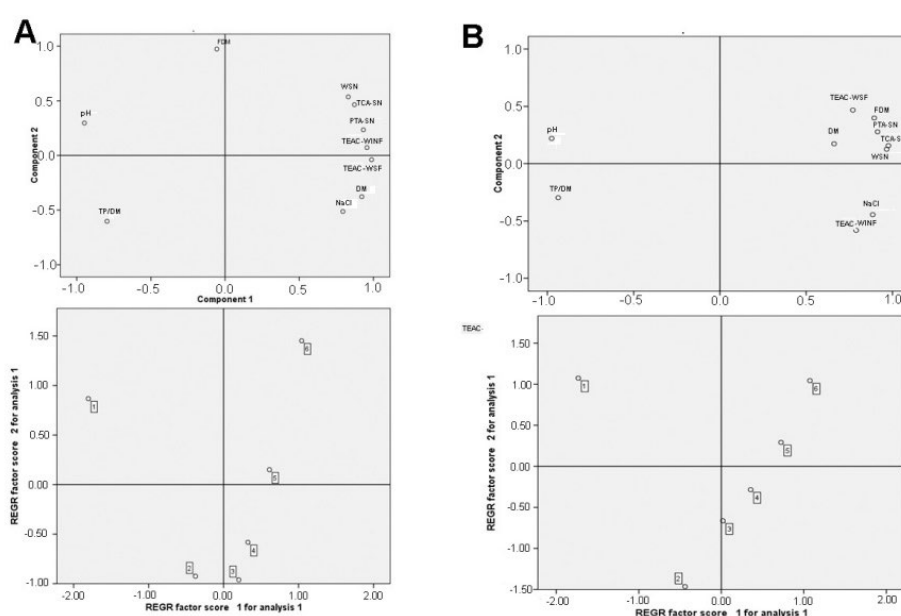 A
1.0
0.5
0.0
-0.5
-1.0
Component 2
FDM
WSN
TCA-SN
pH
PTA-SN
TEAC-WINF
TEAC-WSF
DM
NaCl
TP/DM
-1.0
-0.5
0
0.5
1.0
Component 1
B
1.0
0.5
0.0
-0.5
-1.0
Component 2
TEAC-WSF
FDM
PTA-SN
pH
DM
TCA-S
WSN
TP/DM
NaCl
TEAC-WINF
-1.0
-0.5
0
0.5
1.0
Component 1
1.50
1.00
0.50
0.00
-0.50
-1.00
REGR factor score 2 for analysis 1
6
1
5
4
2
3
-2.00
-1.00
0.00
1.00
2.00
REGR factor score 1 for analysis 1
TEAC-
1.50
1.00
0.50
0.00
-0.50
-1.00
-1.50
REGR factor score 2 for analysis 1
1
6
5
4
3
2
-2.00
-1.00
0.00
1.00
2.00
REGR factor score 1 for analysis 1